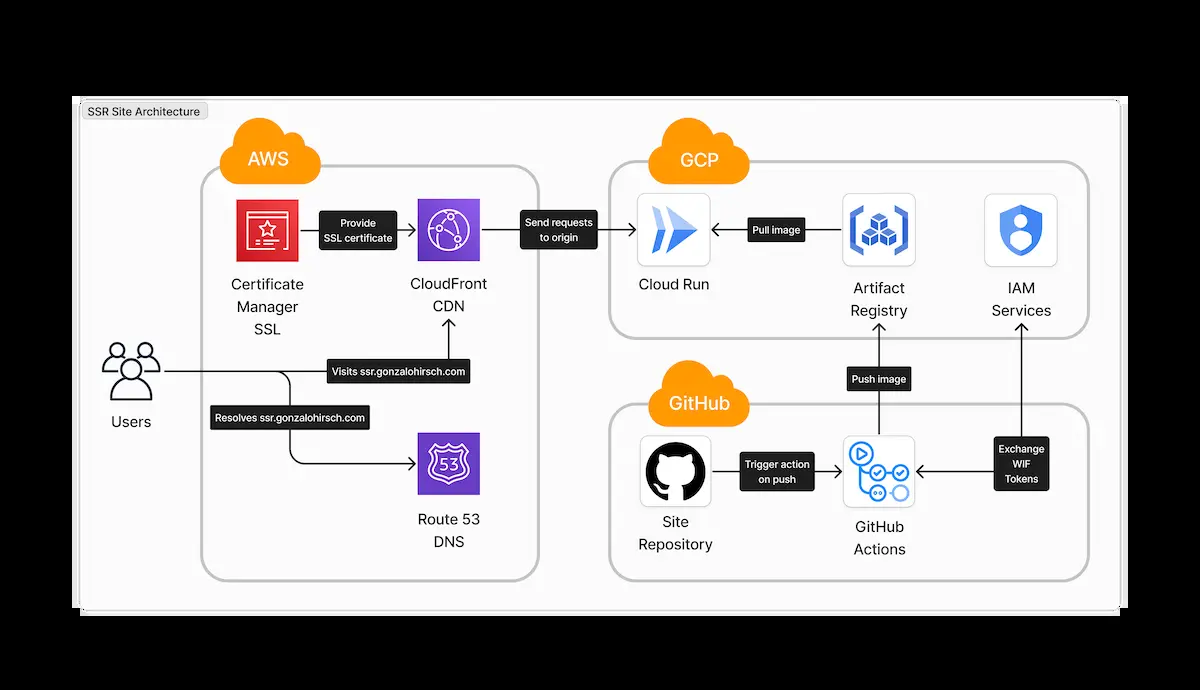 SSR Site Architecture
AWS
GCP
Provide
SSL certificate
Send requests
to origin
Pull image
Certificate
Manager
SSL
CloudFront
CDN
Cloud Run
Artifact
Registry
IAM
Services
Users
Visits ssr.gonzalohirsch.com
Resolves ssr.gonzalohirsch.com
53
Route 53
DNS
Push image
GitHub
Trigger action
on push
Exchange
WIF
Tokens
Site
Repository
GitHub
Actions